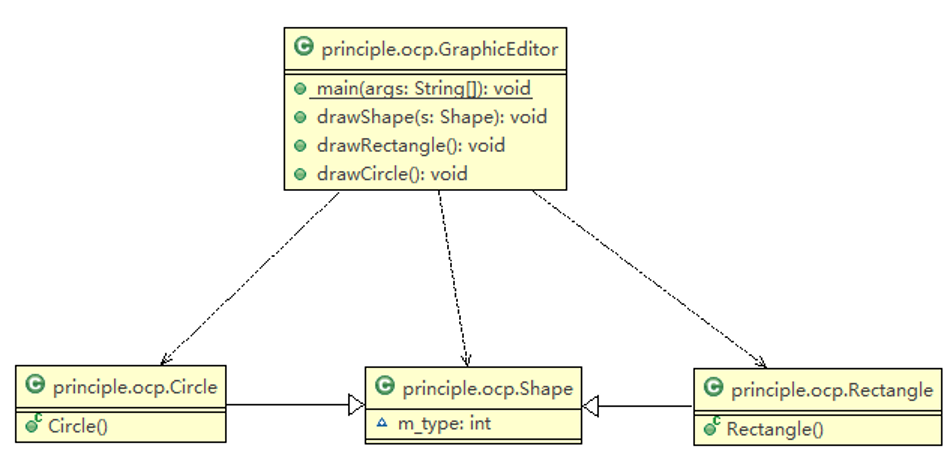 principle.ocp.GraphicEditor
main(args: String[]): void
drawShape(s: Shape): void
drawRectangle(): void
drawCircle(): void
principle.ocp.Circle
Circle()
principle.ocp.Shape
m_type: int
principle.ocp.Rectangle
Rectangle()